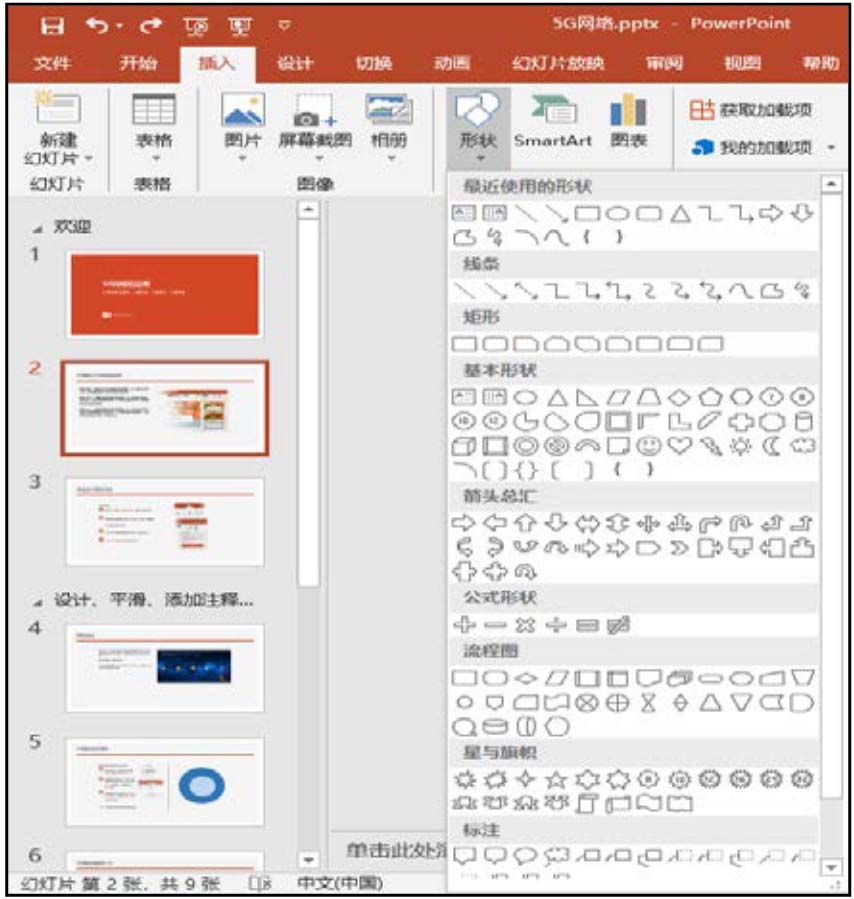 5G网络.pptx - PowerPoint
文件 开始 插入 设计 切换 动画 幻灯片放映 审阅 视图 帮助
新建
幻灯片
表格
图片
屏幕截图
相册
形状
SmartArt
图表
获取加载项
我的加载项
幻灯片 表格 图像
最近使用的形状
线条
矩形
基本形状
箭头总汇
公式形状
流程图
星与旗帜
标注
欢迎
1
2
3
设计、平滑、添加注释...
4
5
6
单击此处
幻灯片 第 2 张，共 9 张 中文(中国)